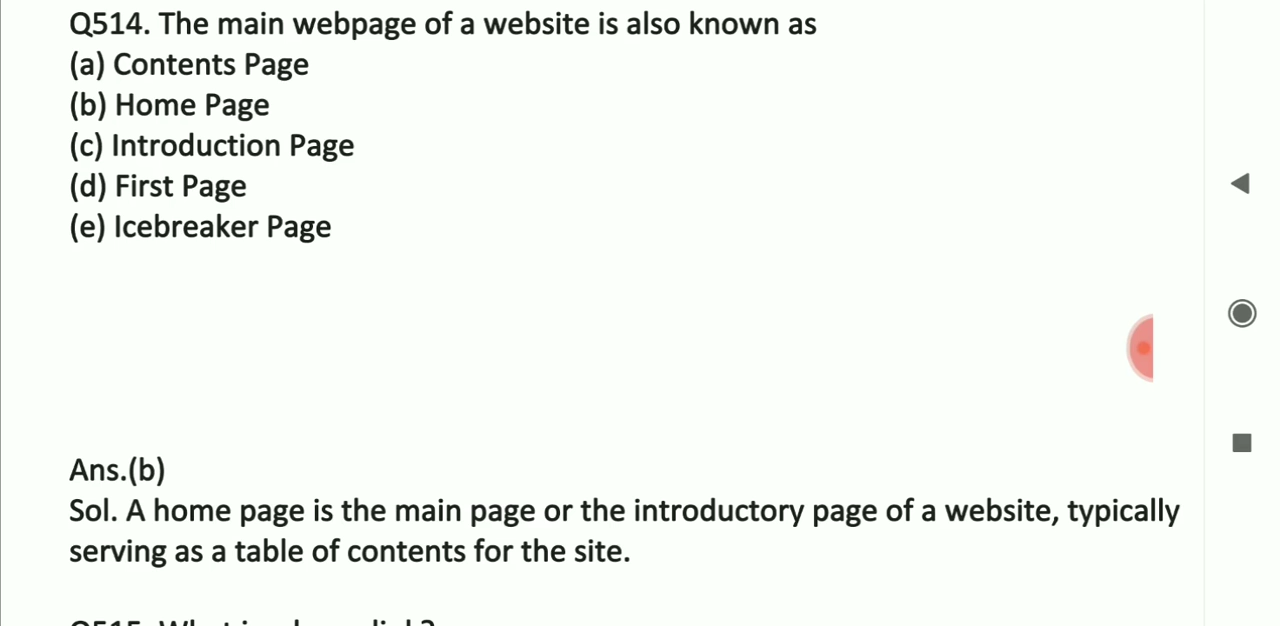 Q514. The main webpage of a website is also known as
(a) Contents Page
(b) Home Page
(c) Introduction Page
(d) First Page
(e) Icebreaker Page
Ans.(b)
Sol. A home page is the main page or the introductory page of a website, typically
serving as a table of contents for the site.